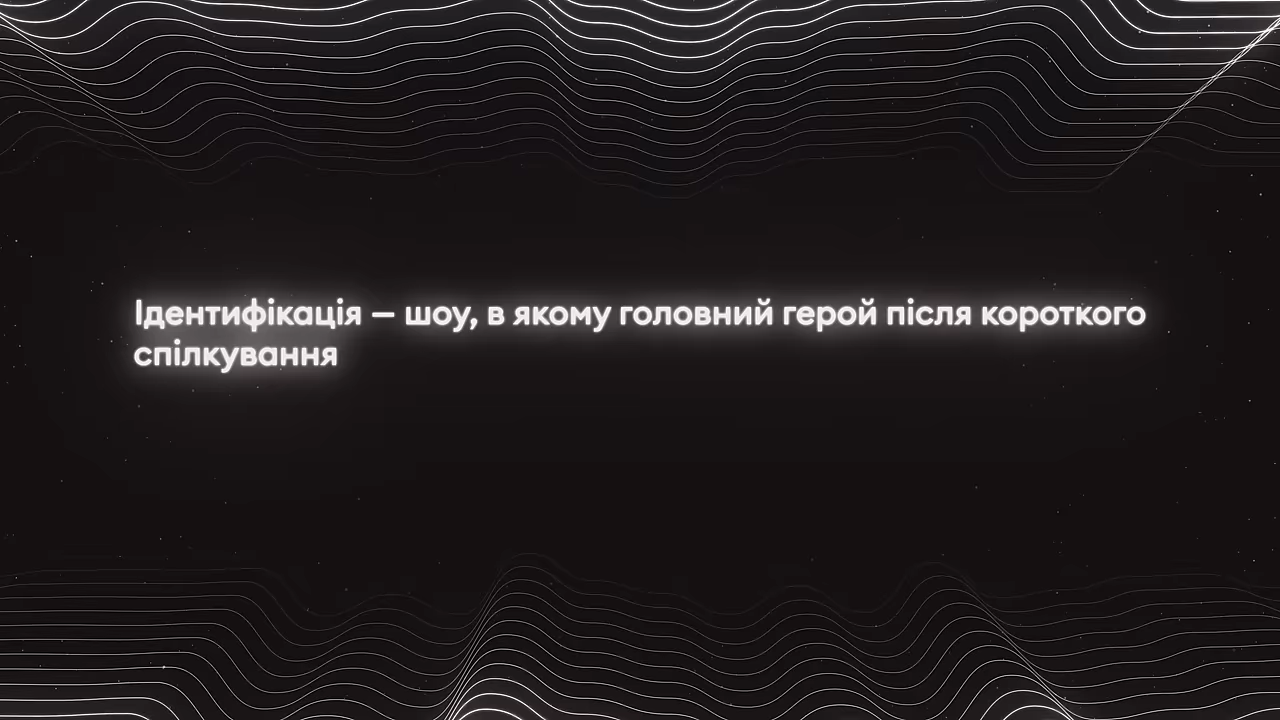 Ідентифікація — шоу, в якому головний герой після короткого
спілкування